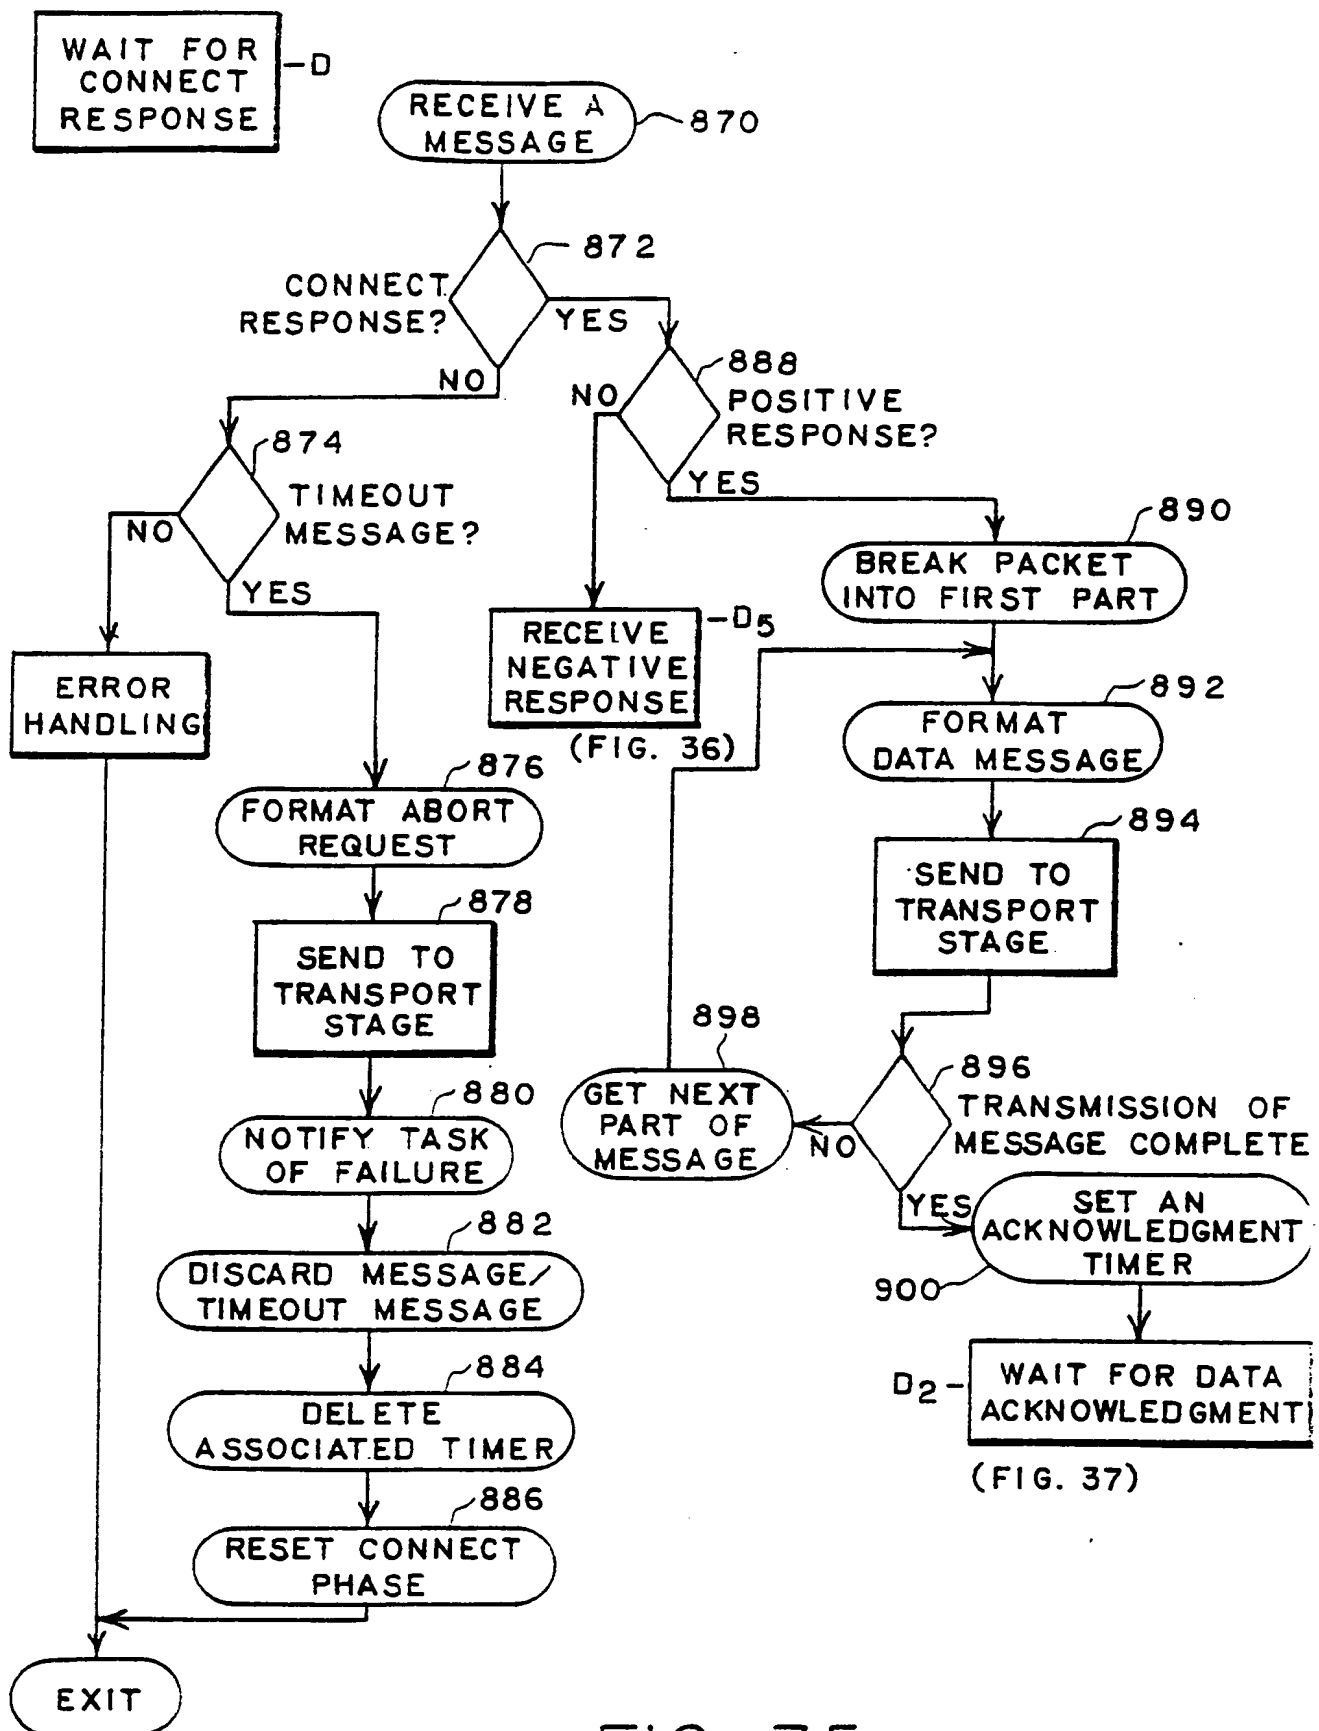 WAIT FOR
CONNECT
RESPONSE
-D
RECEIVE A
MESSAGE
870
872
CONNECT
RESPONSE?
YES
NO
888
POSITIVE
RESPONSE?
NO
YES
874
TIMEOUT
MESSAGE?
NO
YES
890
BREAK PACKET
INTO FIRST PART
ERROR
HANDLING
RECEIVE
NEGATIVE
RESPONSE
-D5
(FIG. 36)
892
FORMAT
DATA MESSAGE
876
FORMAT ABORT
REQUEST
894
SEND TO
TRANSPORT
STAGE
878
SEND TO
TRANSPORT
STAGE
898
GET NEXT
PART OF
MESSAGE
896
TRANSMISSION OF
MESSAGE COMPLETE
NO
YES
880
NOTIFY TASK
OF FAILURE
SET AN
ACKNOWLEDGMENT
TIMER
900
882
DISCARD MESSAGE/
TIMEOUT MESSAGE
D2-
WAIT FOR DATA
ACKNOWLEDGMENT
(FIG. 37)
884
DELETE
ASSOCIATED TIMER
886
RESET CONNECT
PHASE
EXIT